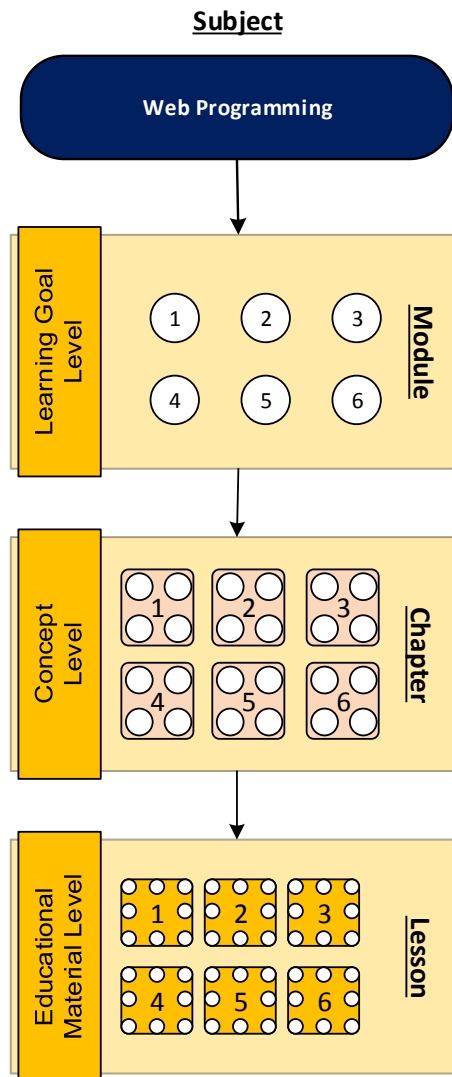 Subject
Web Programming
Learning Goal
Level
1 2 3
4 5 6
Module
Concept
Level
1 2 3
4 5 6
Chapter
Educational
Material Level
1 2 3
4 5 6
Lesson